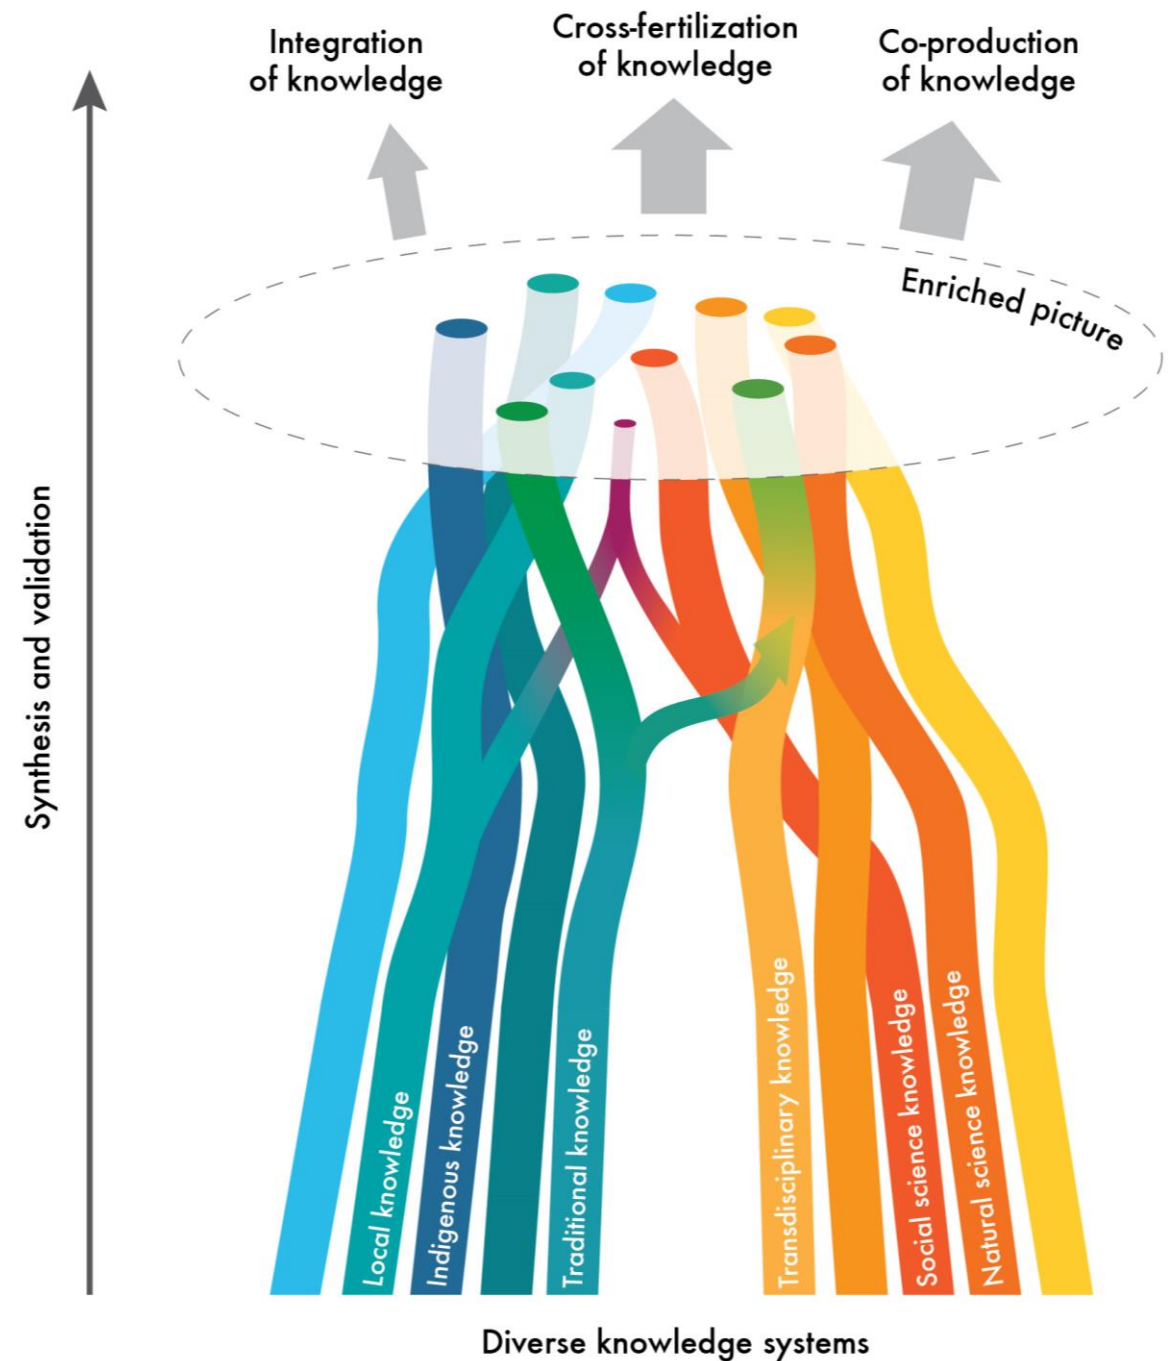 Integration
of knowledge
Cross-fertilization
of knowledge
Co-production
of knowledge
Enriched picture
Synthesis and validation
Local knowledge
Indigenous knowledge
Traditional knowledge
Transdisciplinary knowledge
Social science knowledge
Natural science knowledge
Diverse knowledge systems